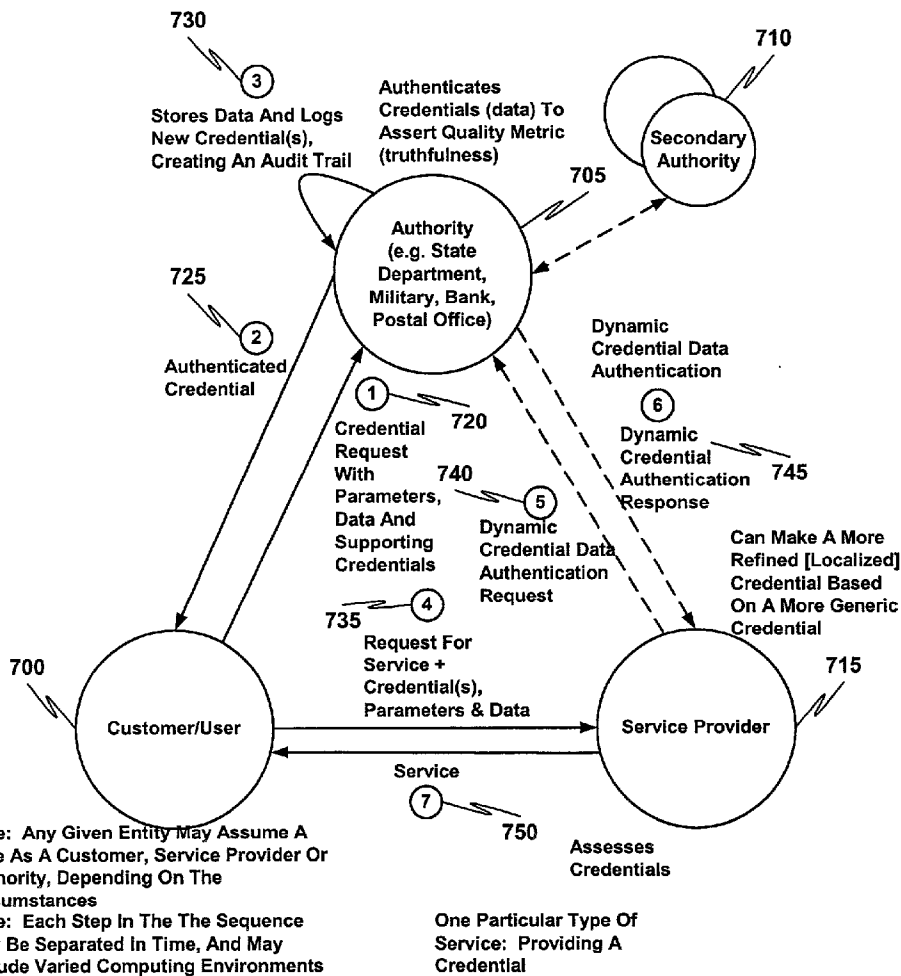 730
3
Stores Data And Logs
New Credential(s),
Creating An Audit Trail
Authenticates
Credentials (data) To
Assert Quality Metric
(truthfulness)
710
Secondary
Authority
705
Authority
(e.g. State
Department,
Military, Bank,
Postal Office)
725
2
Authenticated
Credential
1
720
Credential
Request
With
Parameters,
Data And
Supporting
Credentials
740
5
Dynamic
Credential Data
Authentication
Request
Dynamic
Credential Data
Authentication
6
Dynamic
Credential
Authentication
Response
745
Can Make A More
Refined [Localized]
Credential Based
On A More Generic
Credential
735
4
Request For
Service +
Credential(s),
Parameters & Data
700
Customer/User
715
Service Provider
Service
7
750
Assesses
Credentials
e: Any Given Entity May Assume A
e As A Customer, Service Provider Or
hority, Depending On The
umstances
e: Each Step In The The Sequence
Be Separated In Time, And May
ude Varied Computing Environments
One Particular Type Of
Service: Providing A
Credential